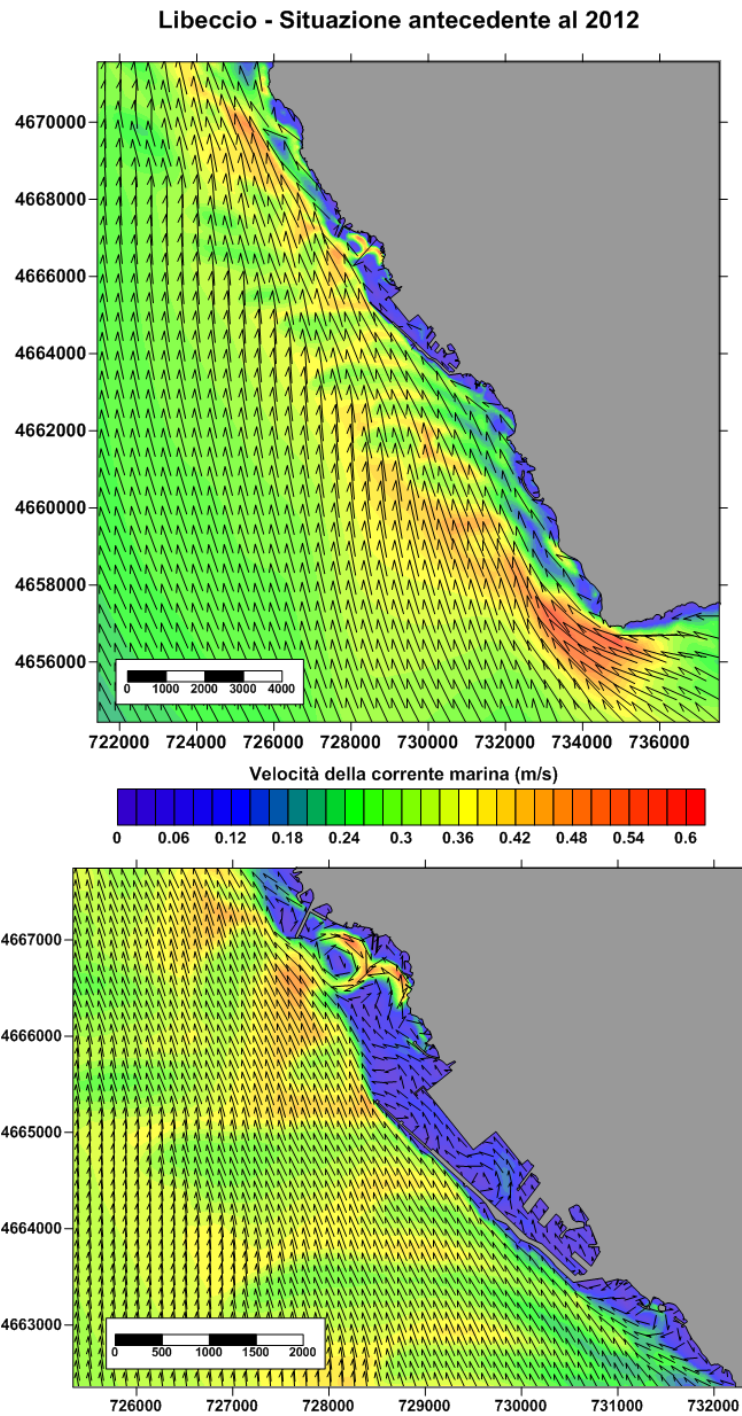 Libeccio - Situazione antecedente al 2012
4670000
4668000
4666000
4664000
4662000
4660000
4658000
4656000
0 1000 2000 3000 4000
722000 724000 726000 728000 730000 732000 734000 736000
Velocità della corrente marina (m/s)
0 0.06 0.12 0.18 0.24 0.3 0.36 0.42 0.48 0.54 0.6
4667000
4666000
4665000
4664000
4663000
0 500 1000 1500 2000
726000 727000 728000 729000 730000 731000 732000